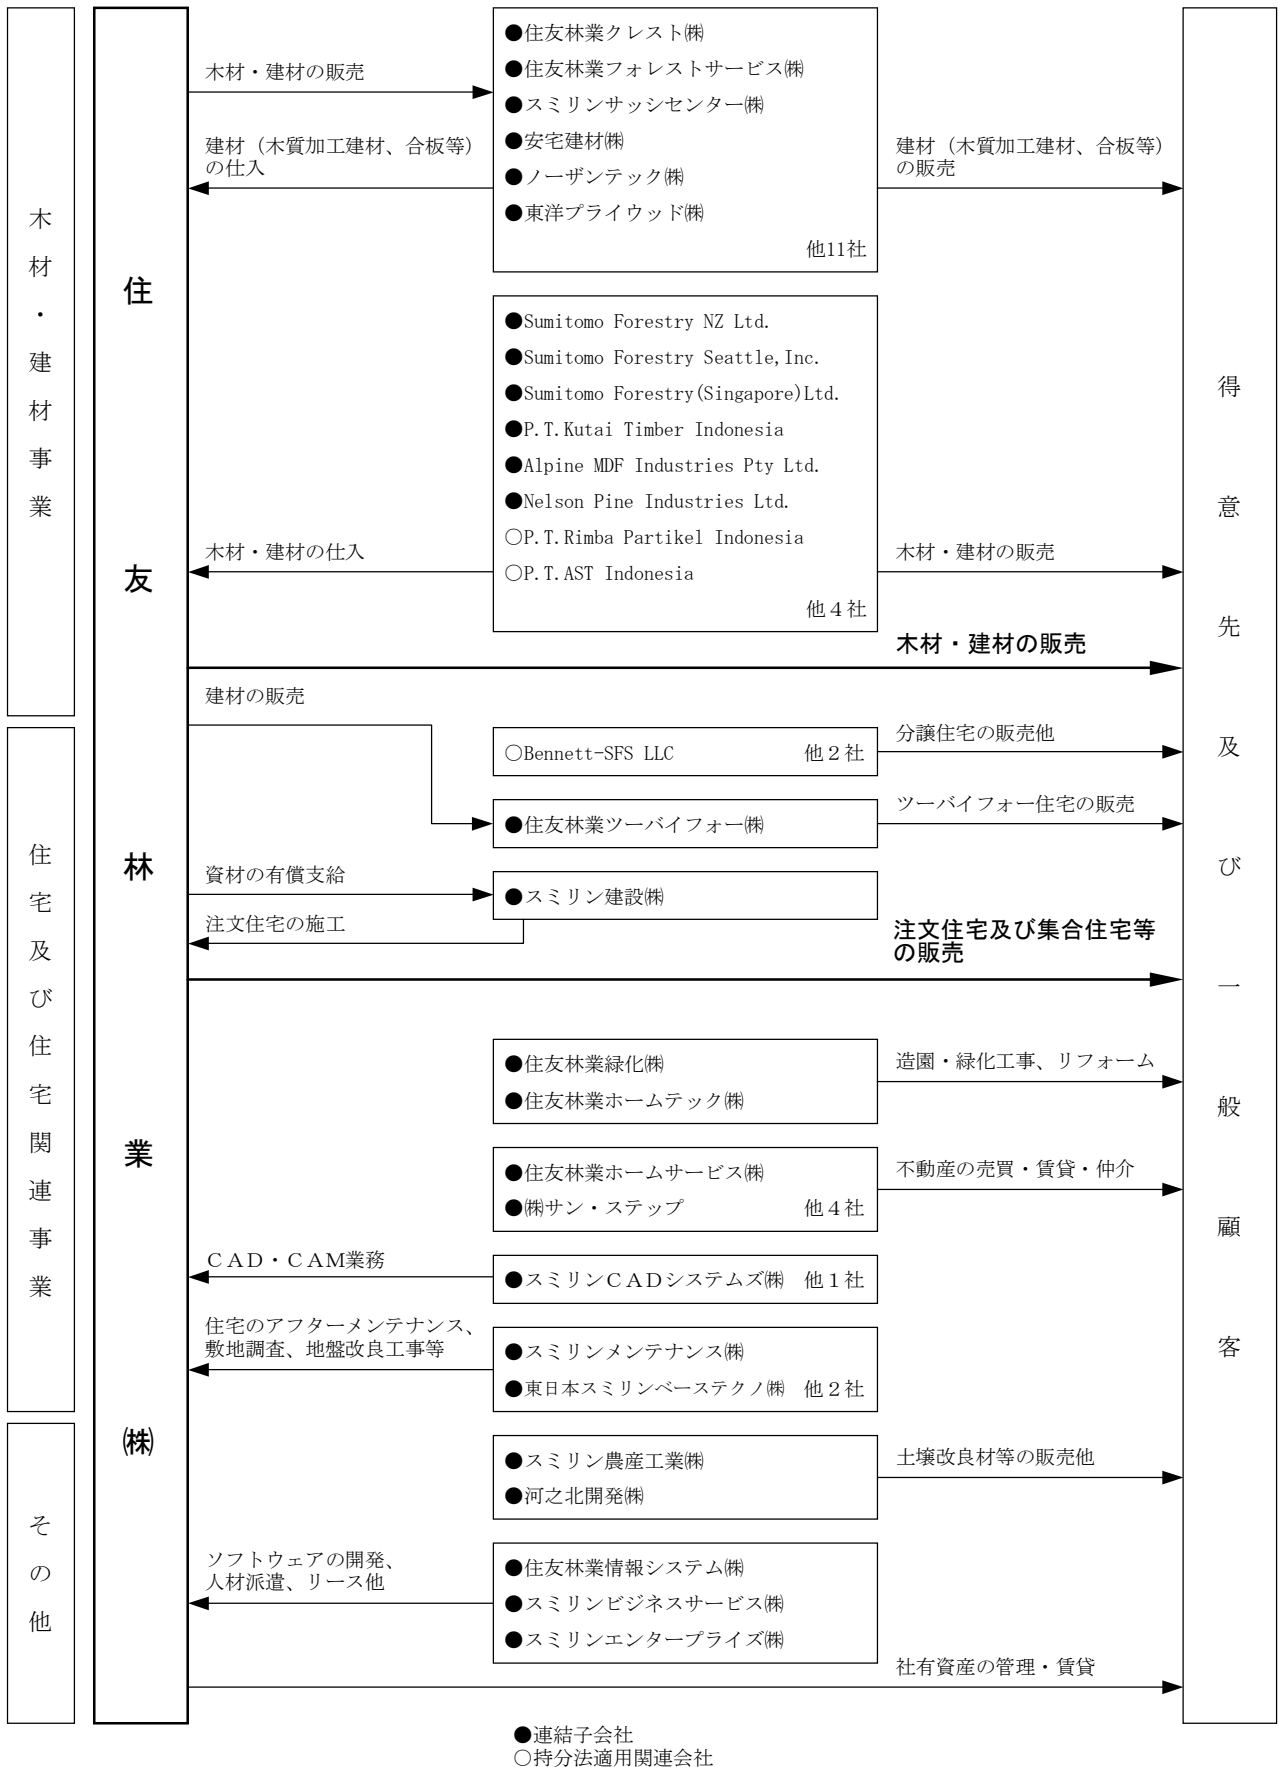 木材・建材事業
住宅及び住宅関連事業
その他
住友林業㈱
木材・建材の販売
建材（木質加工建材、合板等）
の仕入
●住友林業クレスト㈱
●住友林業フォレストサービス㈱
●スミリンサッシセンター㈱
●安宅建材㈱
●ノーザンテック㈱
●東洋プライウッド㈱
他11社
建材（木質加工建材、合板等）
の販売
木材・建材の仕入
●Sumitomo Forestry NZ Ltd.
●Sumitomo Forestry Seattle,Inc.
●Sumitomo Forestry(Singapore)Ltd.
●P.T.Kutai Timber Indonesia
●Alpine MDF Industries Pty Ltd.
●Nelson Pine Industries Ltd.
○P.T.Rimba Partikel Indonesia
○P.T.AST Indonesia
他４社
木材・建材の販売
木材・建材の販売
建材の販売
○Bennett-SFS LLC 他２社
分譲住宅の販売他
●住友林業ツーバイフォー㈱
ツーバイフォー住宅の販売
資材の有償支給
●スミリン建設㈱
注文住宅の施工
注文住宅及び集合住宅等
の販売
●住友林業緑化㈱
●住友林業ホームテック㈱
造園・緑化工事、リフォーム
●住友林業ホームサービス㈱
●㈱サン・ステップ 他４社
不動産の売買・賃貸・仲介
ＣＡＤ・ＣＡＭ業務
●スミリンＣＡＤシステムズ㈱ 他１社
住宅のアフターメンテナンス、
敷地調査、地盤改良工事等
●スミリンメンテナンス㈱
●東日本スミリンベーステクノ㈱ 他２社
●スミリン農産工業㈱
●河之北開発㈱
土壌改良材等の販売他
ソフトウェアの開発、
人材派遣、リース他
●住友林業情報システム㈱
●スミリンビジネスサービス㈱
●スミリンエンタープライズ㈱
社有資産の管理・賃貸
得意先及び一般顧客
●連結子会社
○持分法適用関連会社